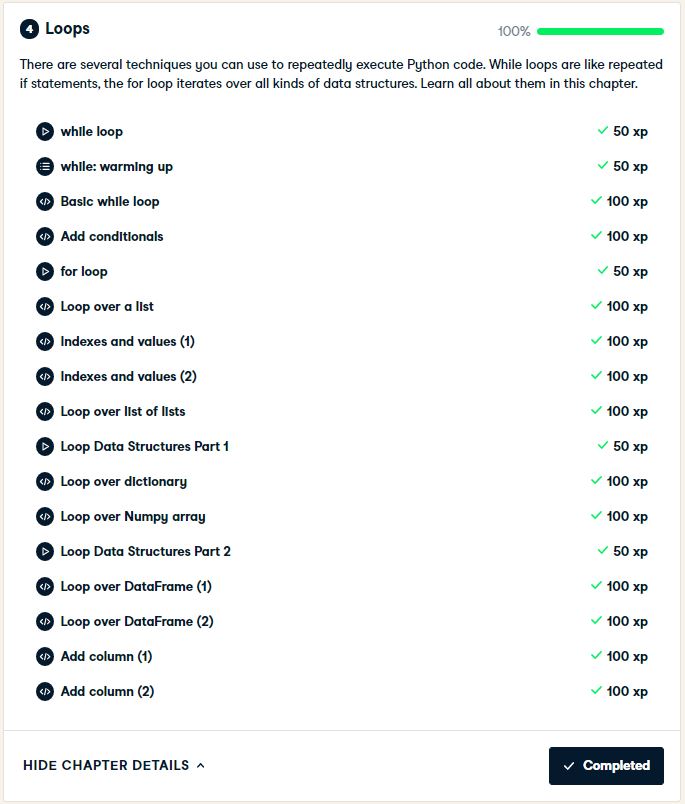 4 Loops 100%
There are several techniques you can use to repeatedly execute Python code. While loops are like repeated
if statements, the for loop iterates over all kinds of data structures. Learn all about them in this chapter.
while loop 50 xp
while: warming up 50 xp
Basic while loop 100 xp
Add conditionals 100 xp
for loop 50 xp
Loop over a list 100 xp
Indexes and values (1) 100 xp
Indexes and values (2) 100 xp
Loop over list of lists 100 xp
Loop Data Structures Part 1 50 xp
Loop over dictionary 100 xp
Loop over Numpy array 100 xp
Loop Data Structures Part 2 50 xp
Loop over DataFrame (1) 100 xp
Loop over DataFrame (2) 100 xp
Add column (1) 100 xp
Add column (2) 100 xp
HIDE CHAPTER DETAILS Completed